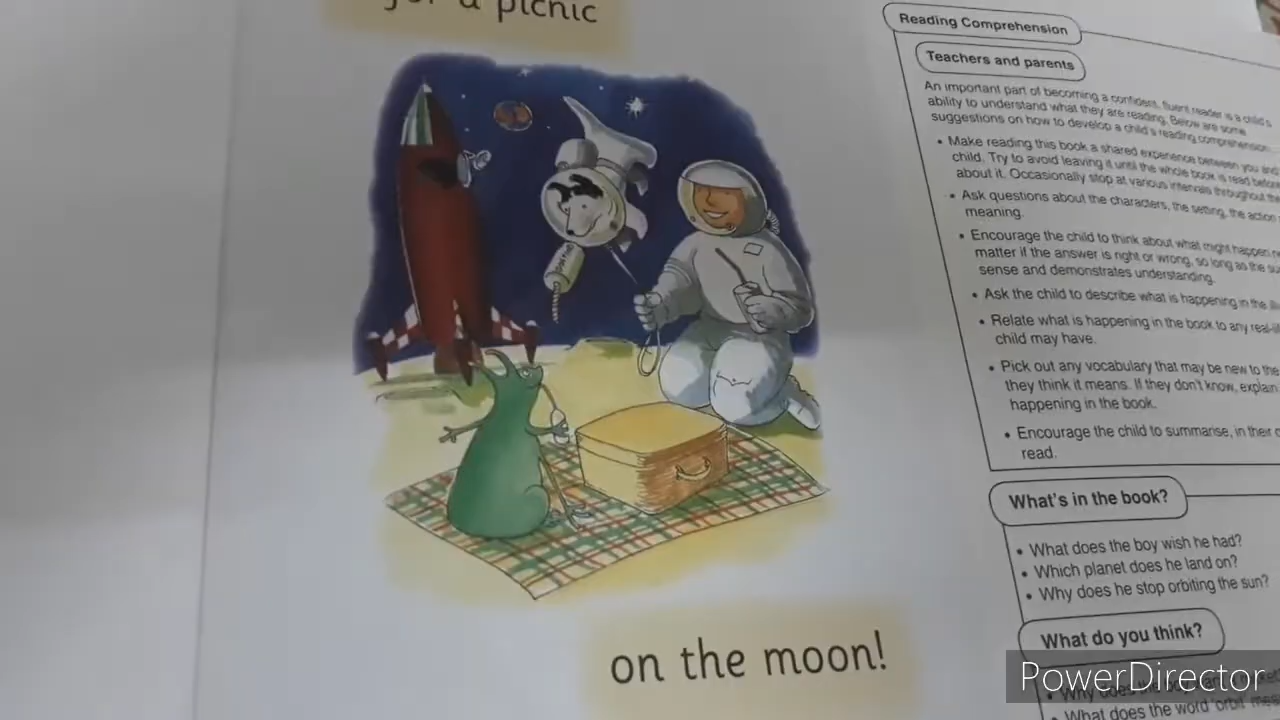 for a picnic
on the moon!
Reading Comprehension
Teachers and parents
An important part of becoming a confident, fluent reader is a child's
ability to understand what they are reading. Below are some
suggestions on how to develop a child's reading comprehension.
• Make reading this book a shared experience between you and
child. Try to avoid leaving it until the whole book is read before
about it. Occasionally stop at various intervals throughout the
• Ask questions about the characters, the setting, the action
meaning.
• Encourage the child to think about what might happen
matter if the answer is right or wrong, so long as the
sense and demonstrates understanding.
• Ask the child to describe what is happening in the
• Relate what is happening in the book to any
child may have.
• Pick out any vocabulary that may be new to the
they think it means. If they don't know, explain
happening in the book.
• Encourage the child to summarise, in their
read.
What's in the book?
• What does the boy wish he had?
• Which planet does he land on?
• Why does he stop orbiting the sun?
What do you think?
• Why does the boy
• What does the word 'orbit'
PowerDirector